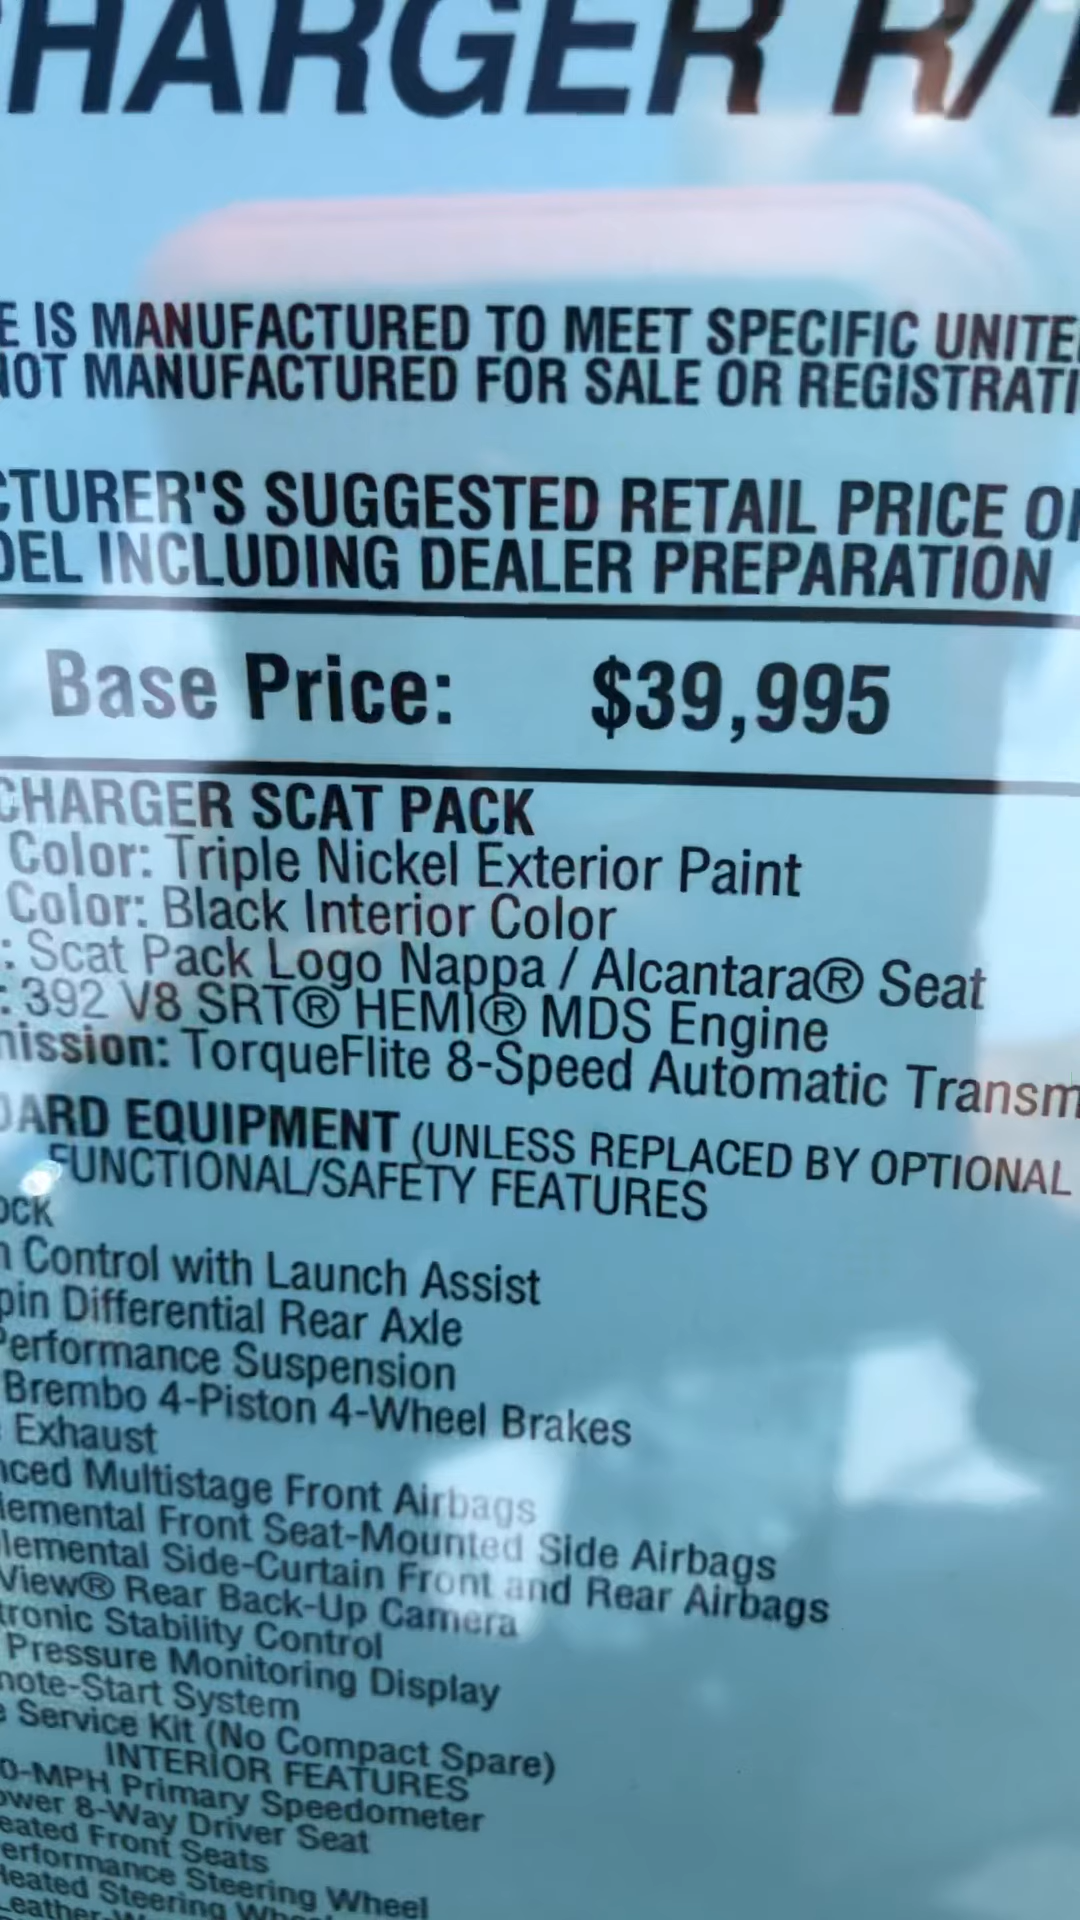 HARGER R/
E IS MANUFACTURED TO MEET SPECIFIC UNITE
NOT MANUFACTURED FOR SALE OR REGISTRATI
CTURER'S SUGGESTED RETAIL PRICE O
DEL INCLUDING DEALER PREPARATION
Base Price: $39,995
CHARGER SCAT PACK
Color: Triple Nickel Exterior Paint
Color: Black Interior Color
: Scat Pack Logo Nappa / Alcantara® Seat
: 392 V8 SRT® HEMI® MDS Engine
mission: TorqueFlite 8-Speed Automatic Transm
DARD EQUIPMENT (UNLESS REPLACED BY OPTIONAL
FUNCTIONAL/SAFETY FEATURES
ock
n Control with Launch Assist
pin Differential Rear Axle
Performance Suspension
Brembo 4-Piston 4-Wheel Brakes
Exhaust
nced Multistage Front Airbags
lemental Front Seat-Mounted Side Airbags
lemental Side-Curtain Front and Rear Airbags
View® Rear Back-Up Camera
tronic Stability Control
Pressure Monitoring Display
mote-Start System
e Service Kit (No Compact Spare)
INTERIOR FEATURES
0-MPH Primary Speedometer
ower 8-Way Driver Seat
eated Front Seats
erformance Steering Wheel
Heated Steering Whe
Leather-W